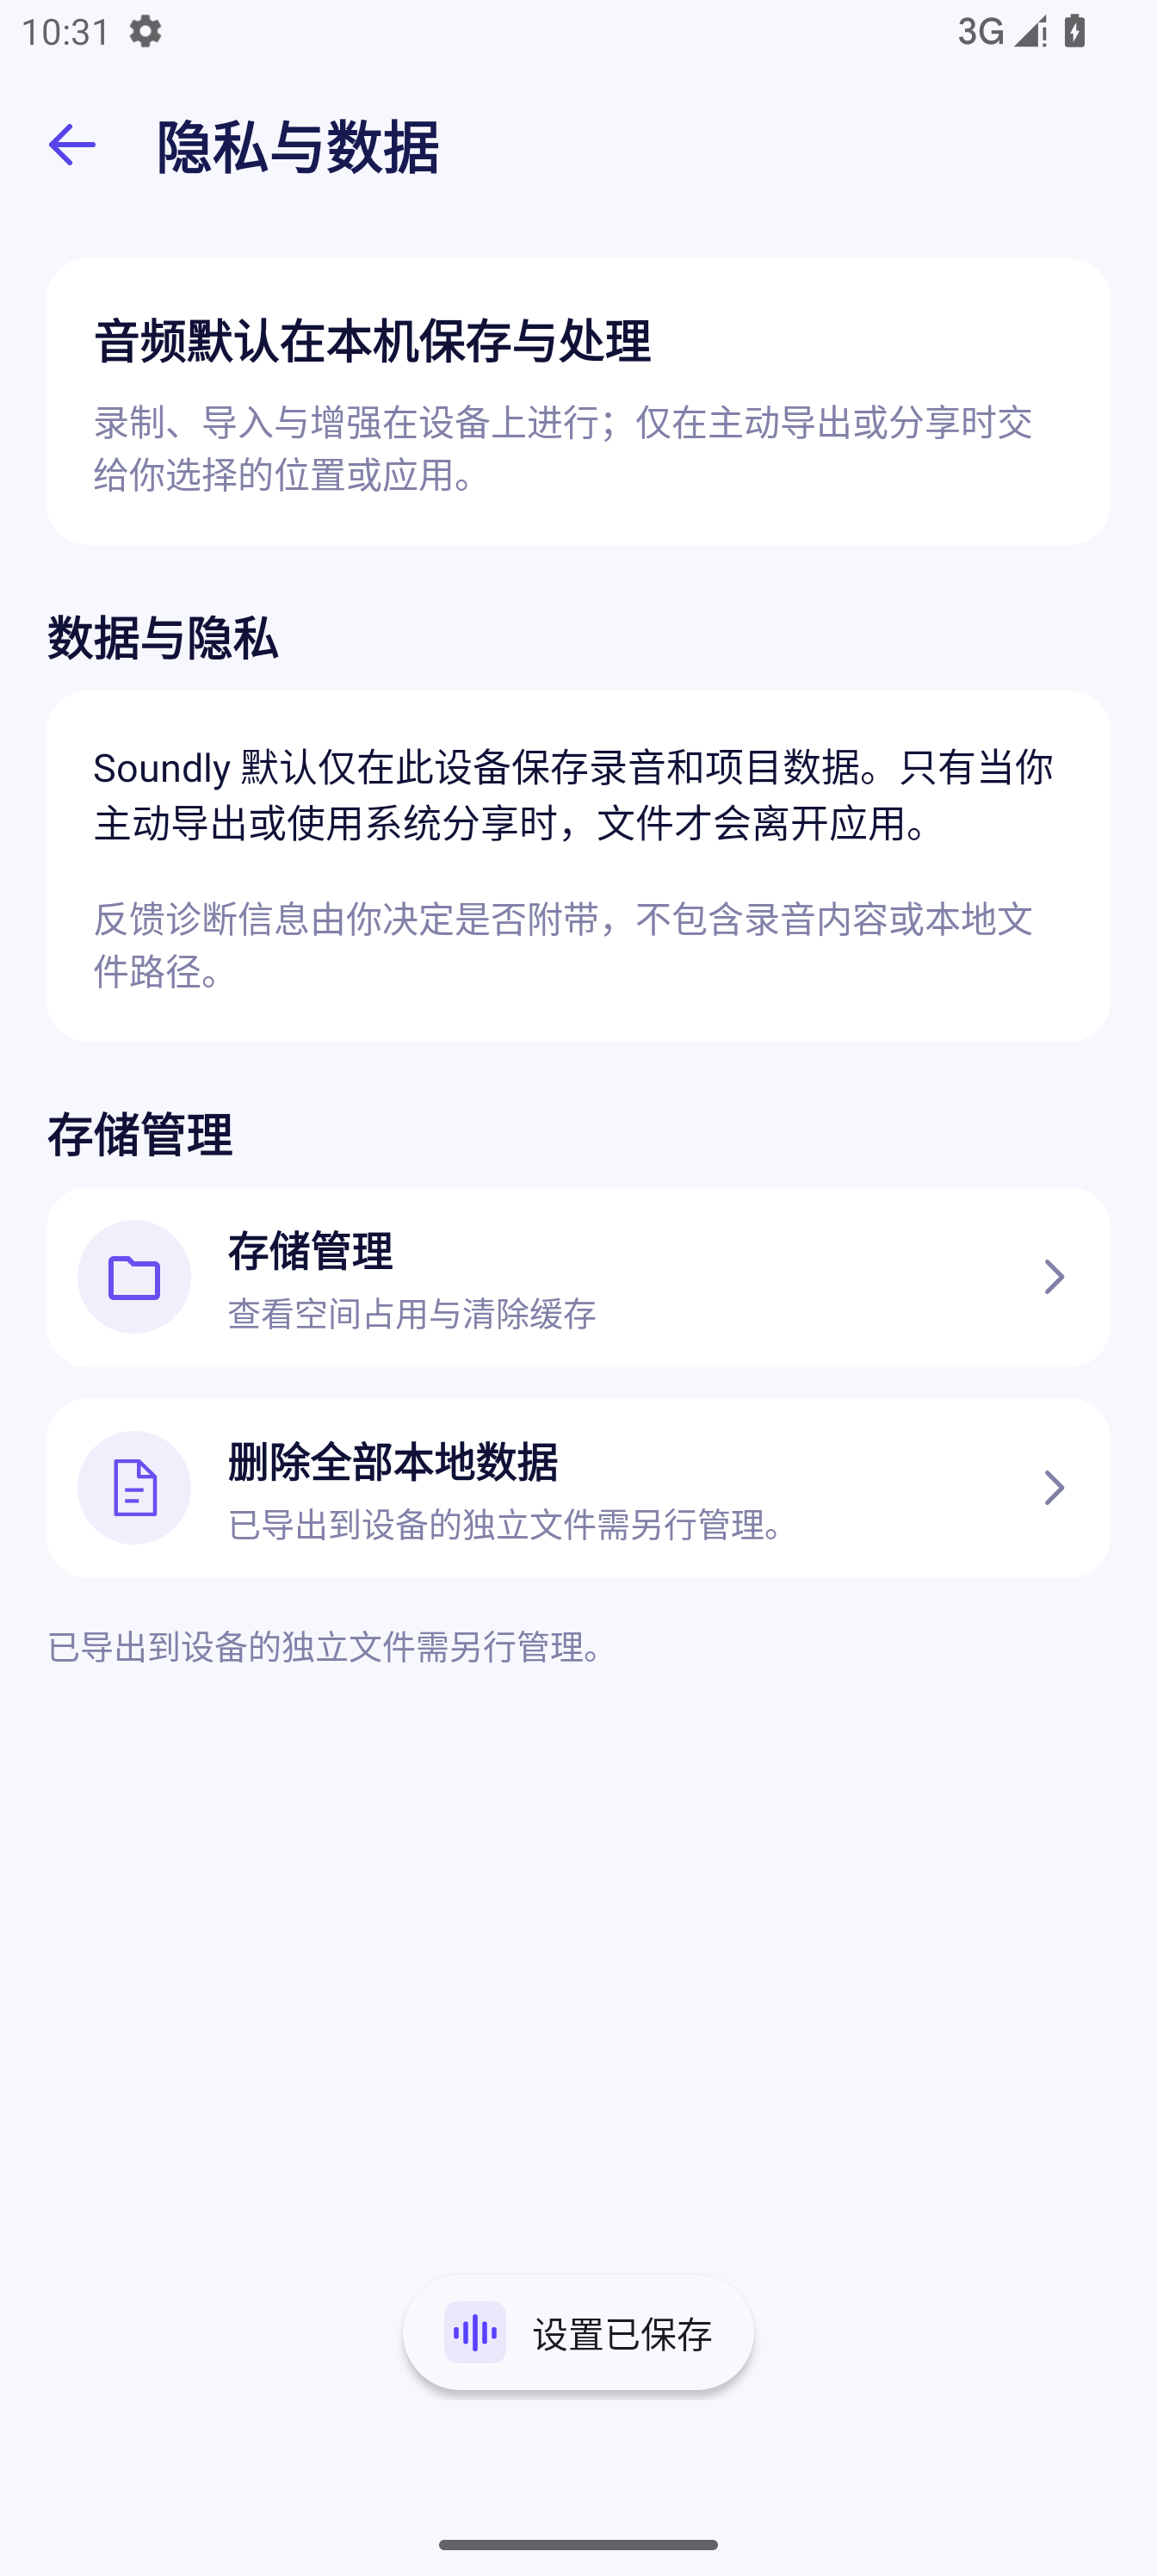 10:31
3G
隐私与数据
音频默认在本机保存与处理
录制、导入与增强在设备上进行；仅在主动导出或分享时交
给你选择的位置或应用。
数据与隐私
Soundly 默认仅在此设备保存录音和项目数据。只有当你
主动导出或使用系统分享时，文件才会离开应用。
反馈诊断信息由你决定是否附带，不包含录音内容或本地文
件路径。
存储管理
存储管理
查看空间占用与清除缓存
删除全部本地数据
已导出到设备的独立文件需另行管理。
已导出到设备的独立文件需另行管理。
设置已保存